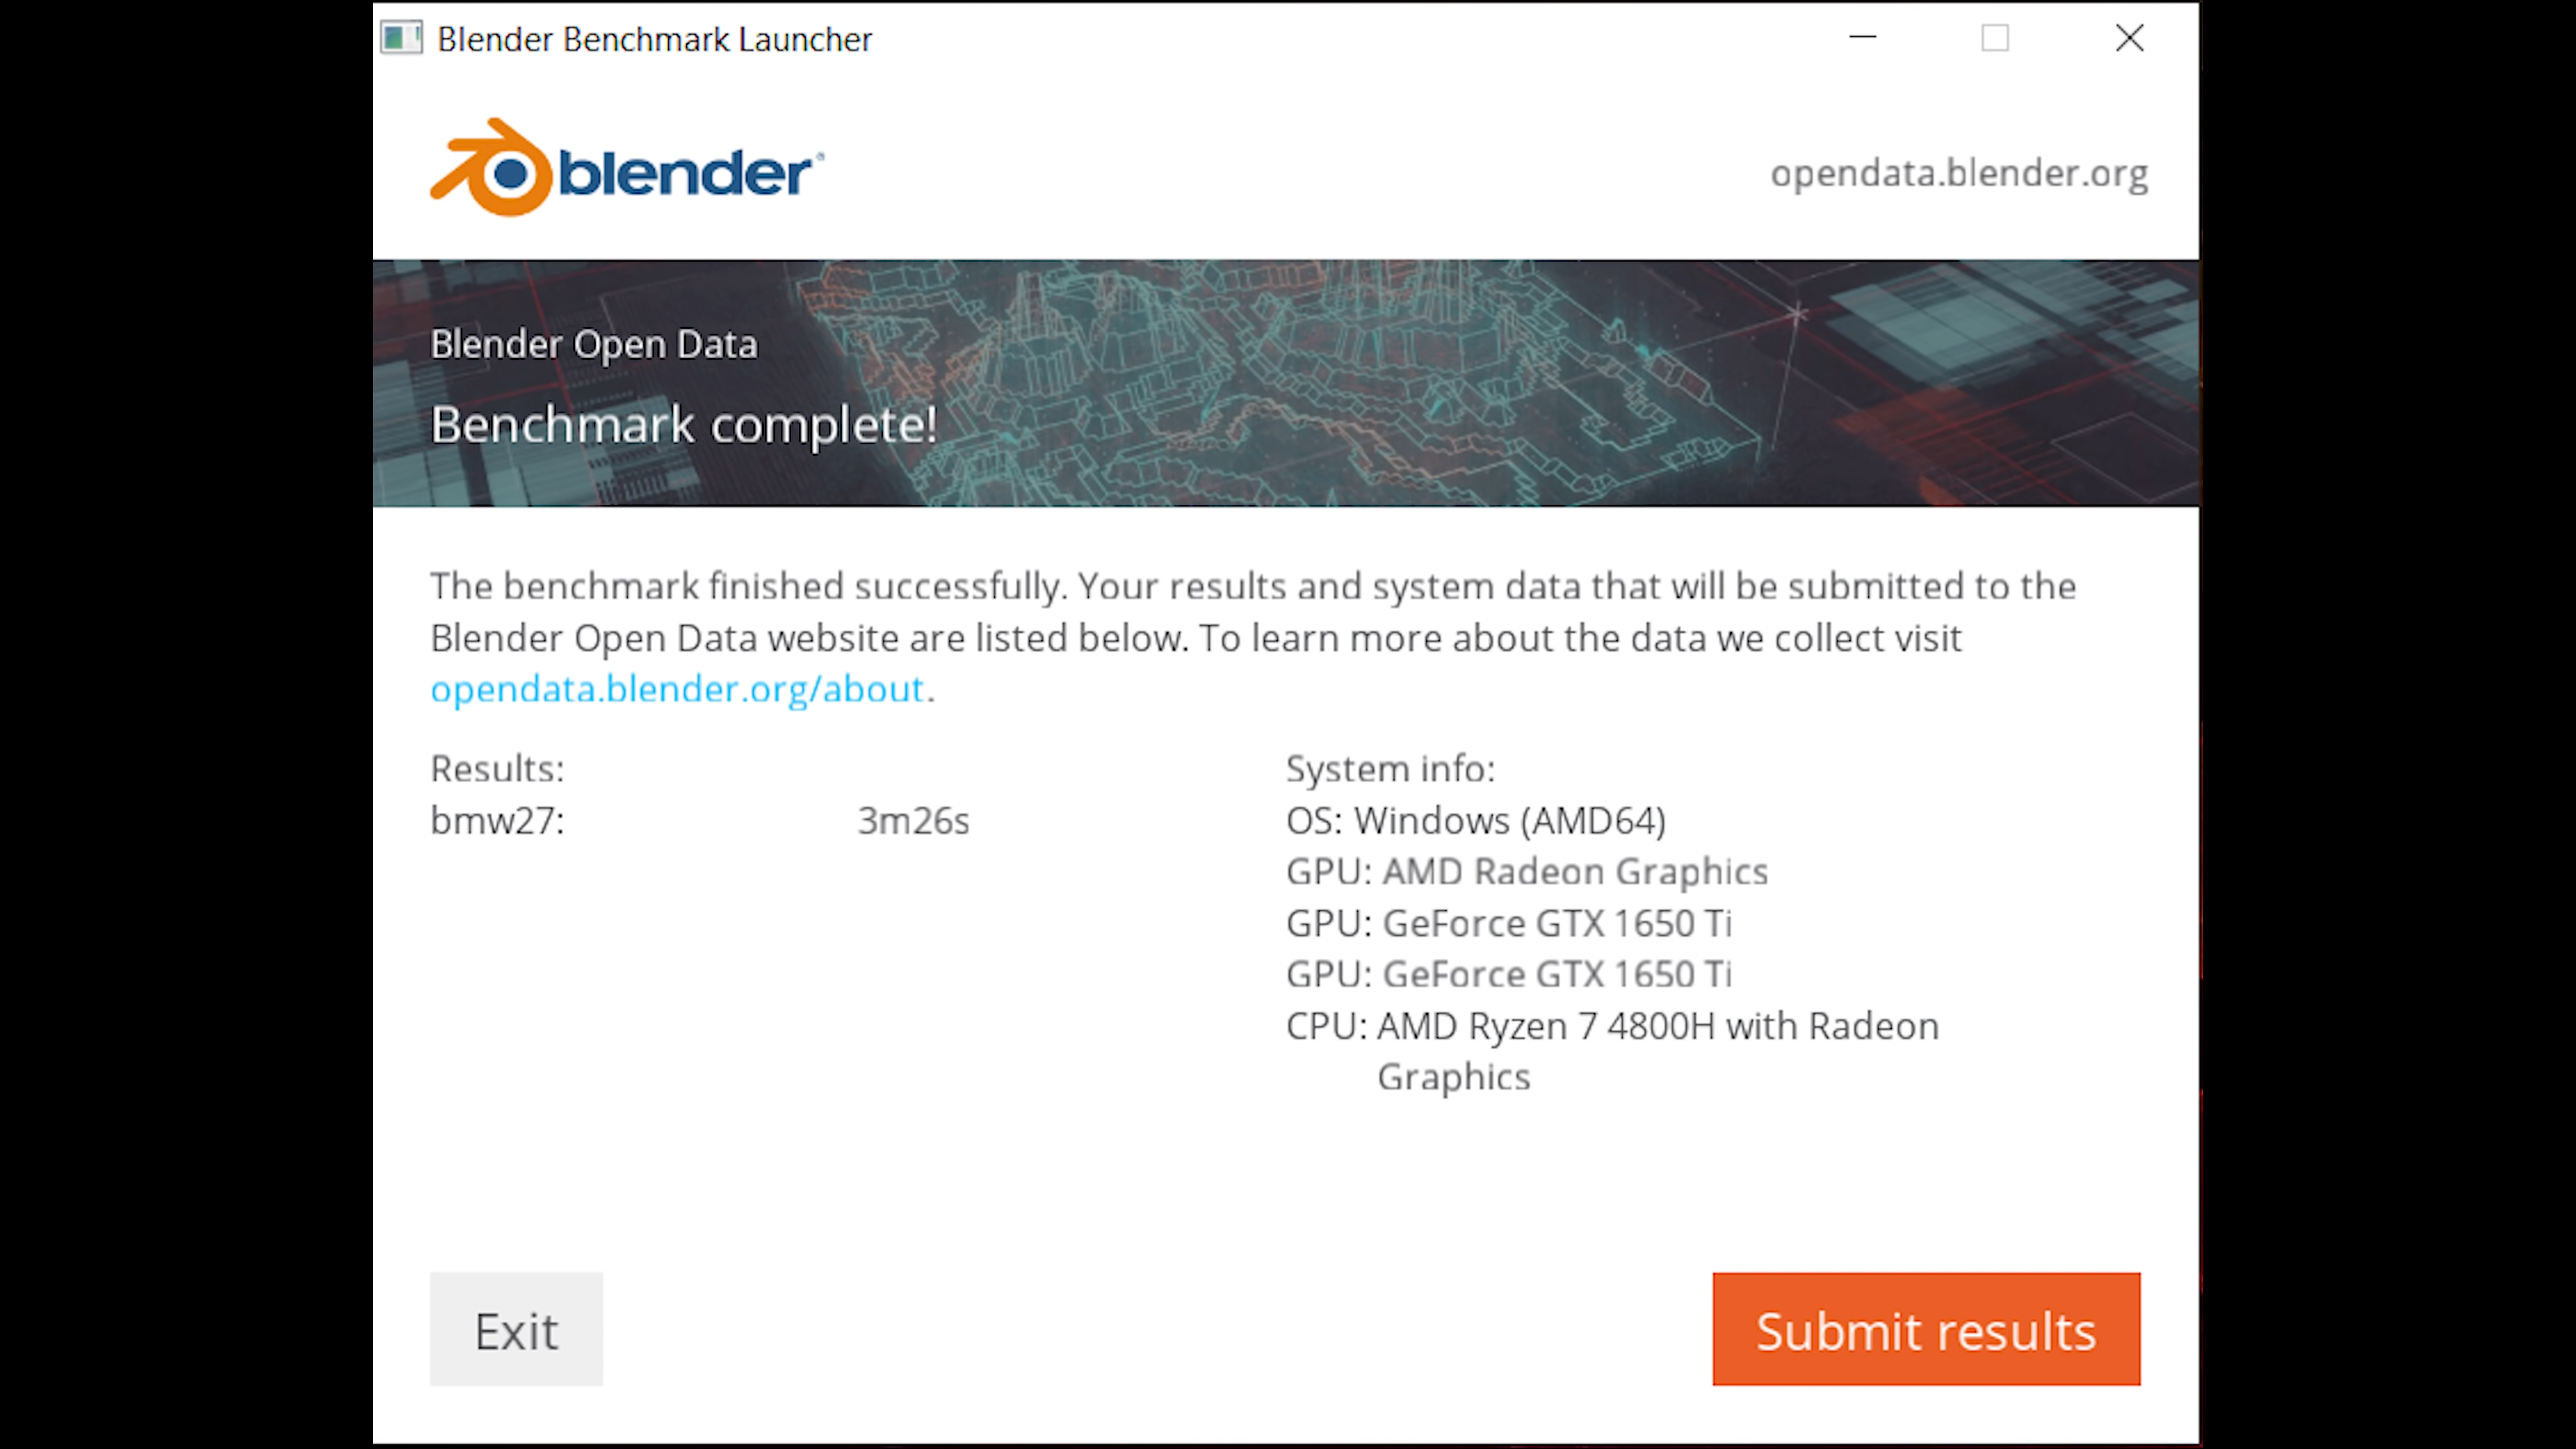 Blender Benchmark Launcher
blender
opendata.blender.org
Blender Open Data
Benchmark complete!
The benchmark finished successfully. Your results and system data that will be submitted to the
Blender Open Data website are listed below. To learn more about the data we collect visit
opendata.blender.org/about.
Results:
bmw27: 3m26s
System info:
OS: Windows (AMD64)
GPU: AMD Radeon Graphics
GPU: GeForce GTX 1650 Ti
GPU: GeForce GTX 1650 Ti
CPU: AMD Ryzen 7 4800H with Radeon
Graphics
Exit
Submit results